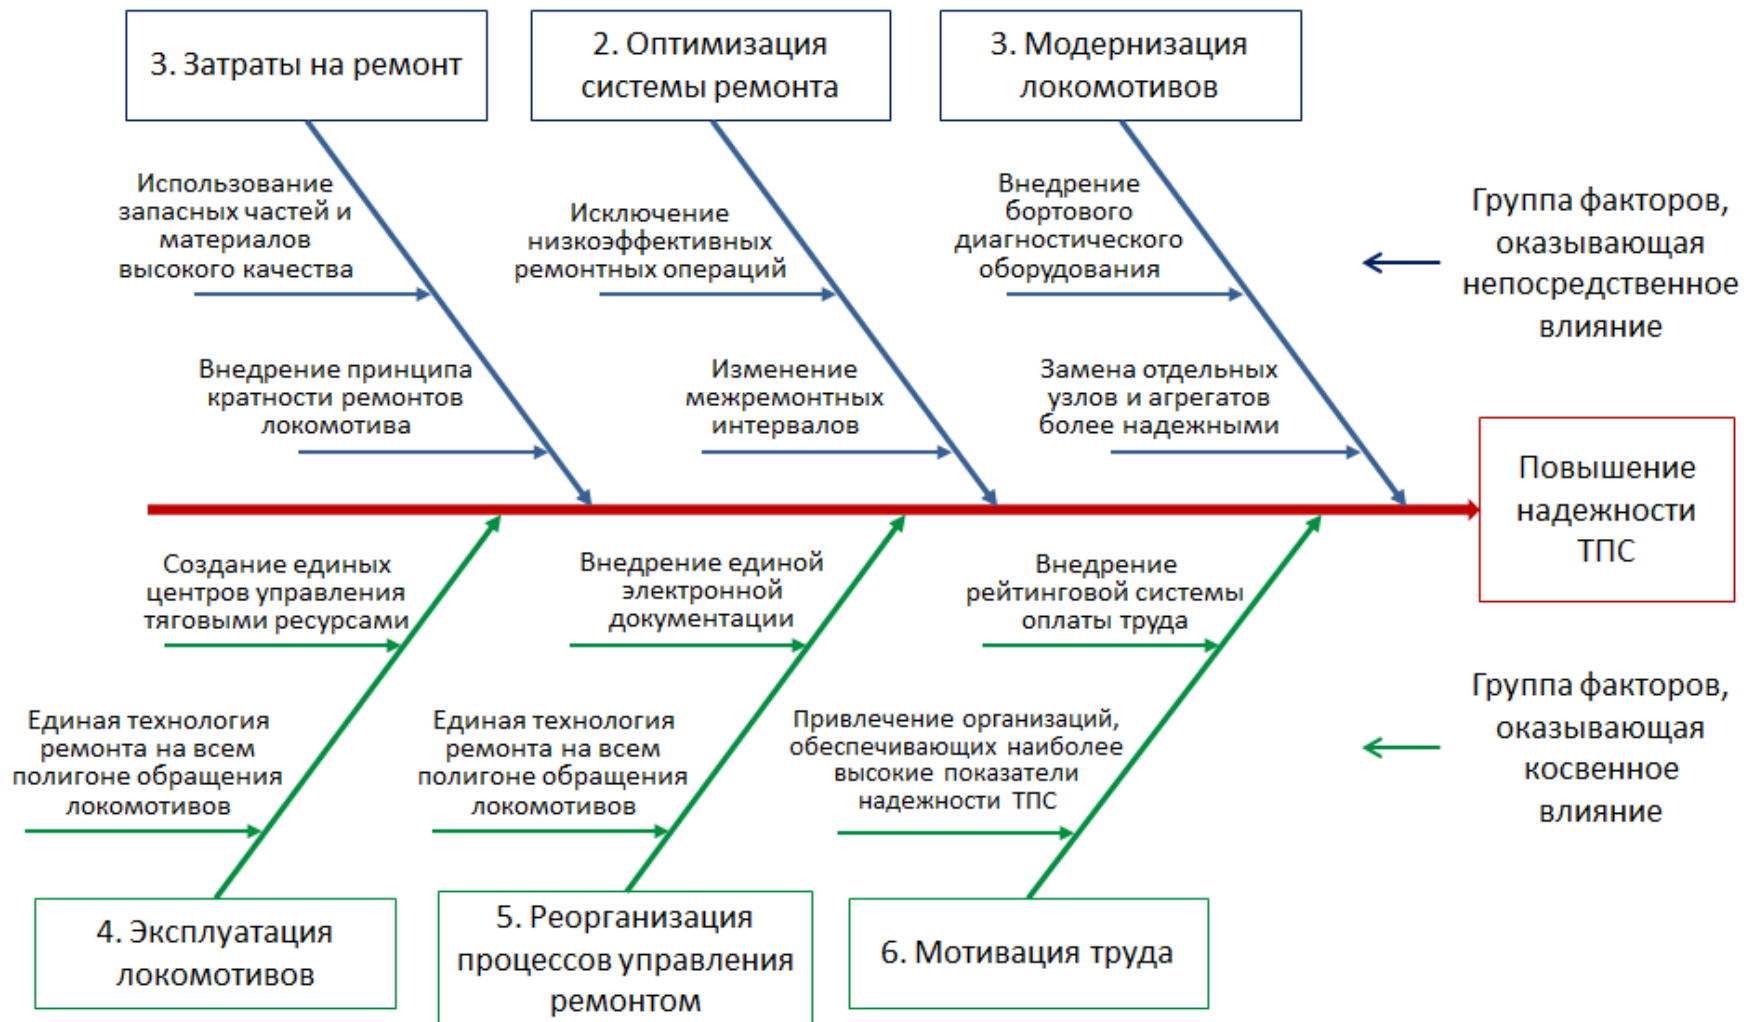 3. Затраты на ремонт
2. Оптимизация
системы ремонта
3. Модернизация
локомотивов
Использование
запасных частей и
материалов
высокого качества
Исключение
низкоэффективных
ремонтных операций
Внедрение
бортового
диагностического
оборудования
Группа факторов,
оказывающая
непосредственное
влияние
Внедрение принципа
кратности ремонтов
локомотива
Изменение
межремонтных
интервалов
Замена отдельных
узлов и агрегатов
более надежными
Повышение
надежности
ТПС
Создание единых
центров управления
тяговыми ресурсами
Внедрение единой
электронной
документации
Внедрение
рейтинговой системы
оплаты труда
Единая технология
ремонта на всем
полигоне обращения
локомотивов
Единая технология
ремонта на всем
полигоне обращения
локомотивов
Привлечение организаций,
обеспечивающих наиболее
высокие показатели
надежности ТПС
Группа факторов,
оказывающая
косвенное
влияние
4. Эксплуатация
локомотивов
5. Реорганизация
процессов управления
ремонтом
6. Мотивация труда